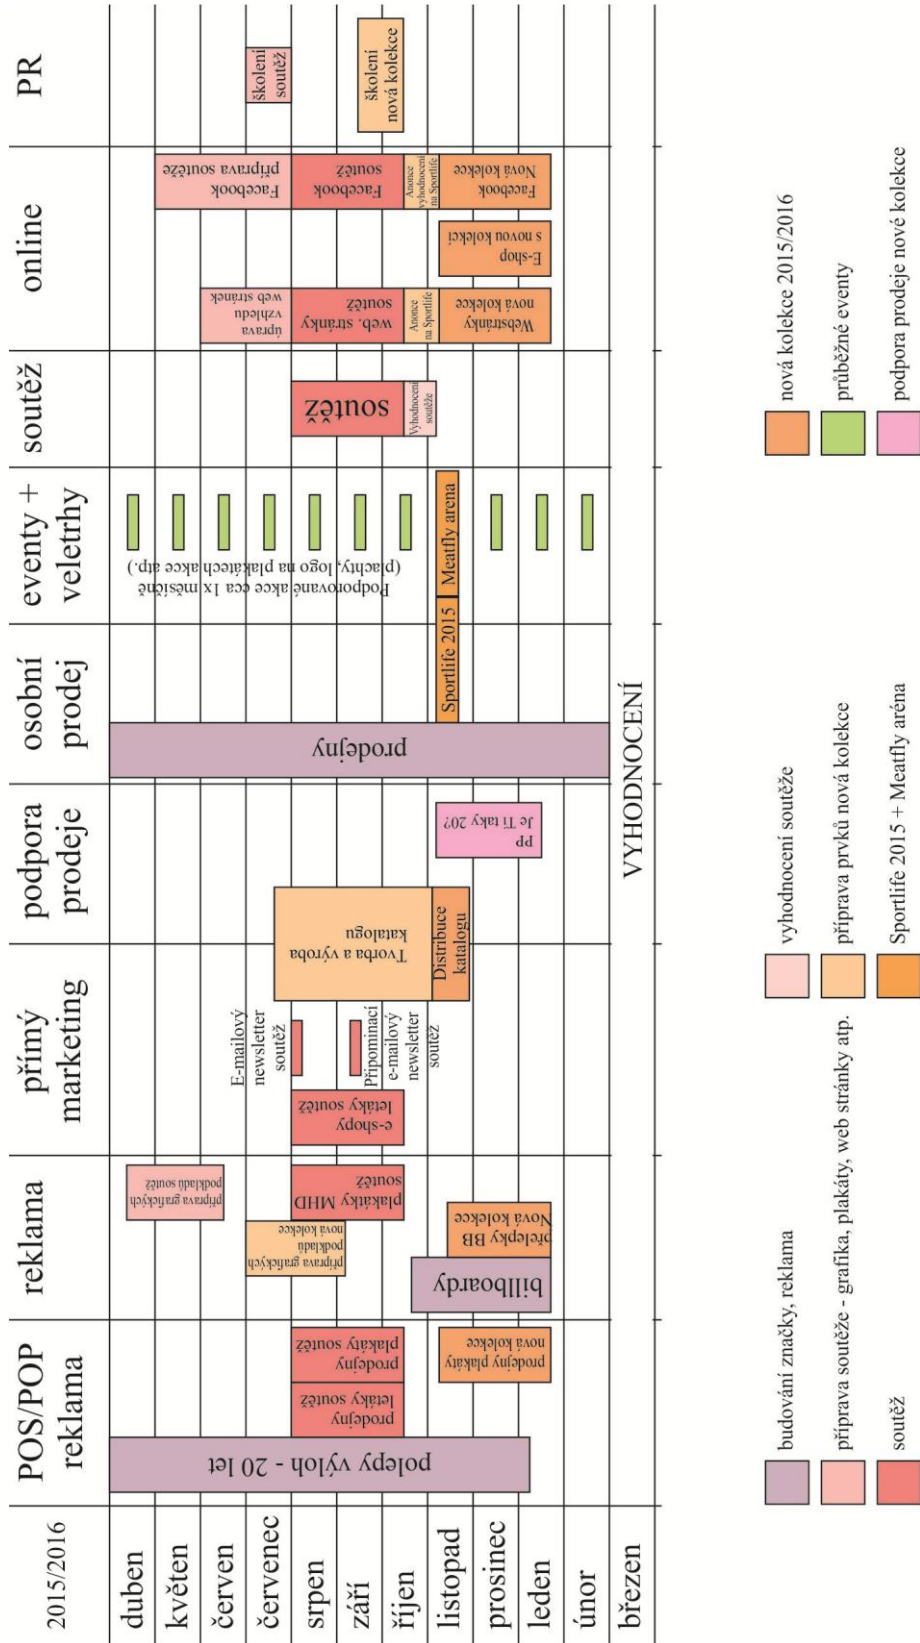 2015/2016
POS/POP
reklama
reklama
přímý
marketing
podpora
prodeje
osobní
prodej
eventy +
veletrhy
soutěž
online
PR
duben
květen
červen
červenec
srpen
září
říjen
listopad
prosinec
leden
únor
březen
polepy výloh - 20 let
prodejny
letáky soutěž
prodejny
plakáty soutěž
prodejny plakáty
nová kolekce
příprava grafických
podkladů soutěž
příprava grafických
podkladů
nová kolekce
plakátky MHD
soutěž
billboardy
přelepky BB
Nová kolekce
e-shopy
letáky soutěž
E-mailový
newsletter
soutěž
Připomínací
e-mailový
newsletter
soutěž
Tvorba a výroba
katalogu
Distribuce
katalogu
PP
Je Ti taky 20?
prodejny
Sportlife 2015
Meatfly arena
Podporované akce cca 1x měsíčně
(plachty, logo na plakátech akce atp.)
soutěž
Vyhodnocení
soutěže
úprava
vzhledu
web stránek
web. stránky
soutěž
Anonce
na Sportlife
Webstránky
nová kolekce
E-shop
s novou kolekcí
Facebook
příprava soutěže
Facebook
soutěž
Anonce
vyhodnocení
na Sportlife
Facebook
Nová kolekce
školení
soutěž
školení
nová kolekce
VYHODNOCENÍ
budování značky, reklama
příprava soutěže - grafika, plakáty, web stránky atp.
soutěž
vyhodnocení soutěže
příprava prvků nová kolekce
Sportlife 2015 + Meatfly aréna
nová kolekce 2015/2016
průběžné eventy
podpora prodeje nové kolekce